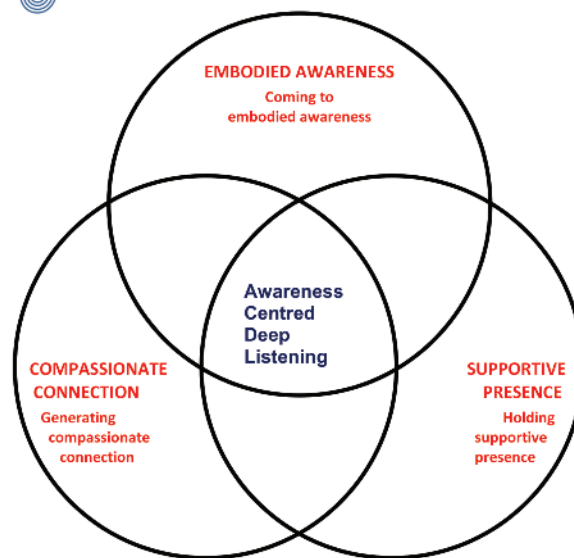 EMBODIED AWARENESS
Coming to
embodied awareness
Awareness
Centred
Deep
Listening
COMPASSIONATE
CONNECTION
Generating
compassionate
connection
SUPPORTIVE
PRESENCE
Holding
supportive
presence